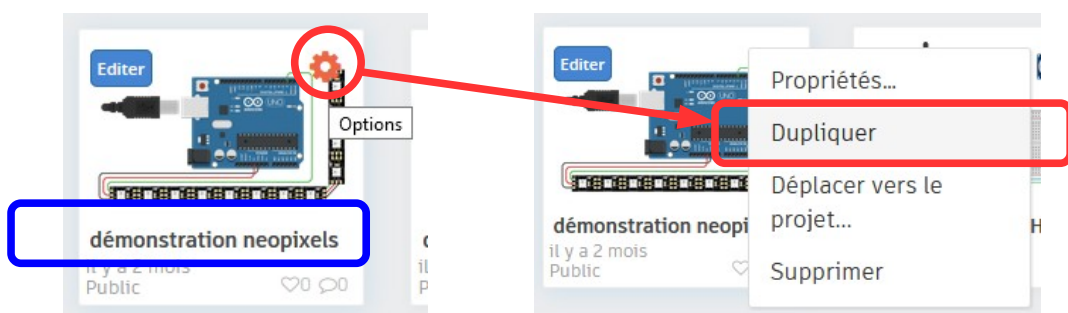 Editer
Options
démonstration neopixels
il y a 2 mois
Public
0 0
il
Editer
Propriétés...
Dupliquer
Déplacer vers le
projet...
Supprimer
démonstration neopi
il y a 2 mois
Public
H